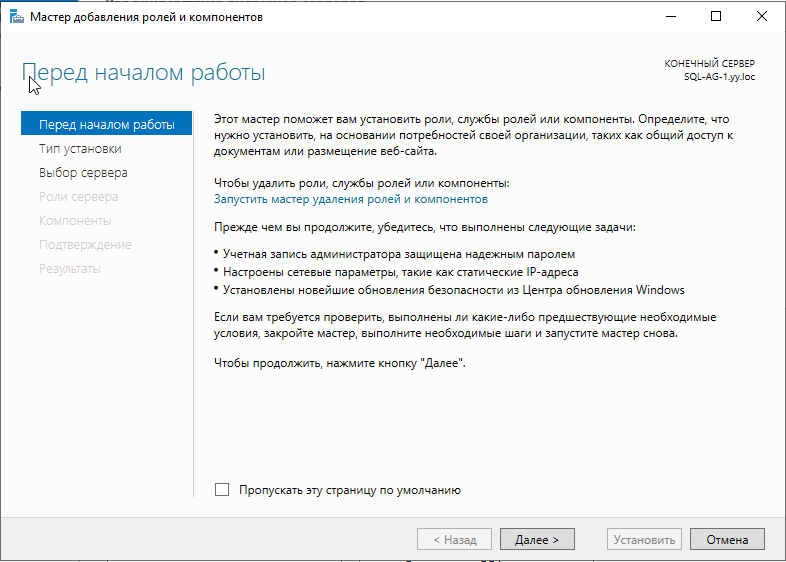 Мастер добавления ролей и компонентов
Перед началом работы
КОНЕЧНЫЙ СЕРВЕР
SQL-AG-1.yy.loc
Перед началом работы
Тип установки
Выбор сервера
Роли сервера
Компоненты
Подтверждение
Результаты
Этот мастер поможет вам установить роли, службы ролей или компоненты. Определите, что
нужно установить, на основании потребностей своей организации, таких как общий доступ к
документам или размещение веб-сайта.
Чтобы удалить роли, службы ролей или компоненты:
Запустить мастер удаления ролей и компонентов
Прежде чем вы продолжите, убедитесь, что выполнены следующие задачи:
• Учетная запись администратора защищена надежным паролем
• Настроены сетевые параметры, такие как статические IP-адреса
• Установлены новейшие обновления безопасности из Центра обновления Windows
Если вам требуется проверить, выполнены ли какие-либо предшествующие необходимые
условия, закройте мастер, выполните необходимые шаги и запустите мастер снова.
Чтобы продолжить, нажмите кнопку "Далее".
Пропускать эту страницу по умолчанию
< Назад
Далее >
Установить
Отмена